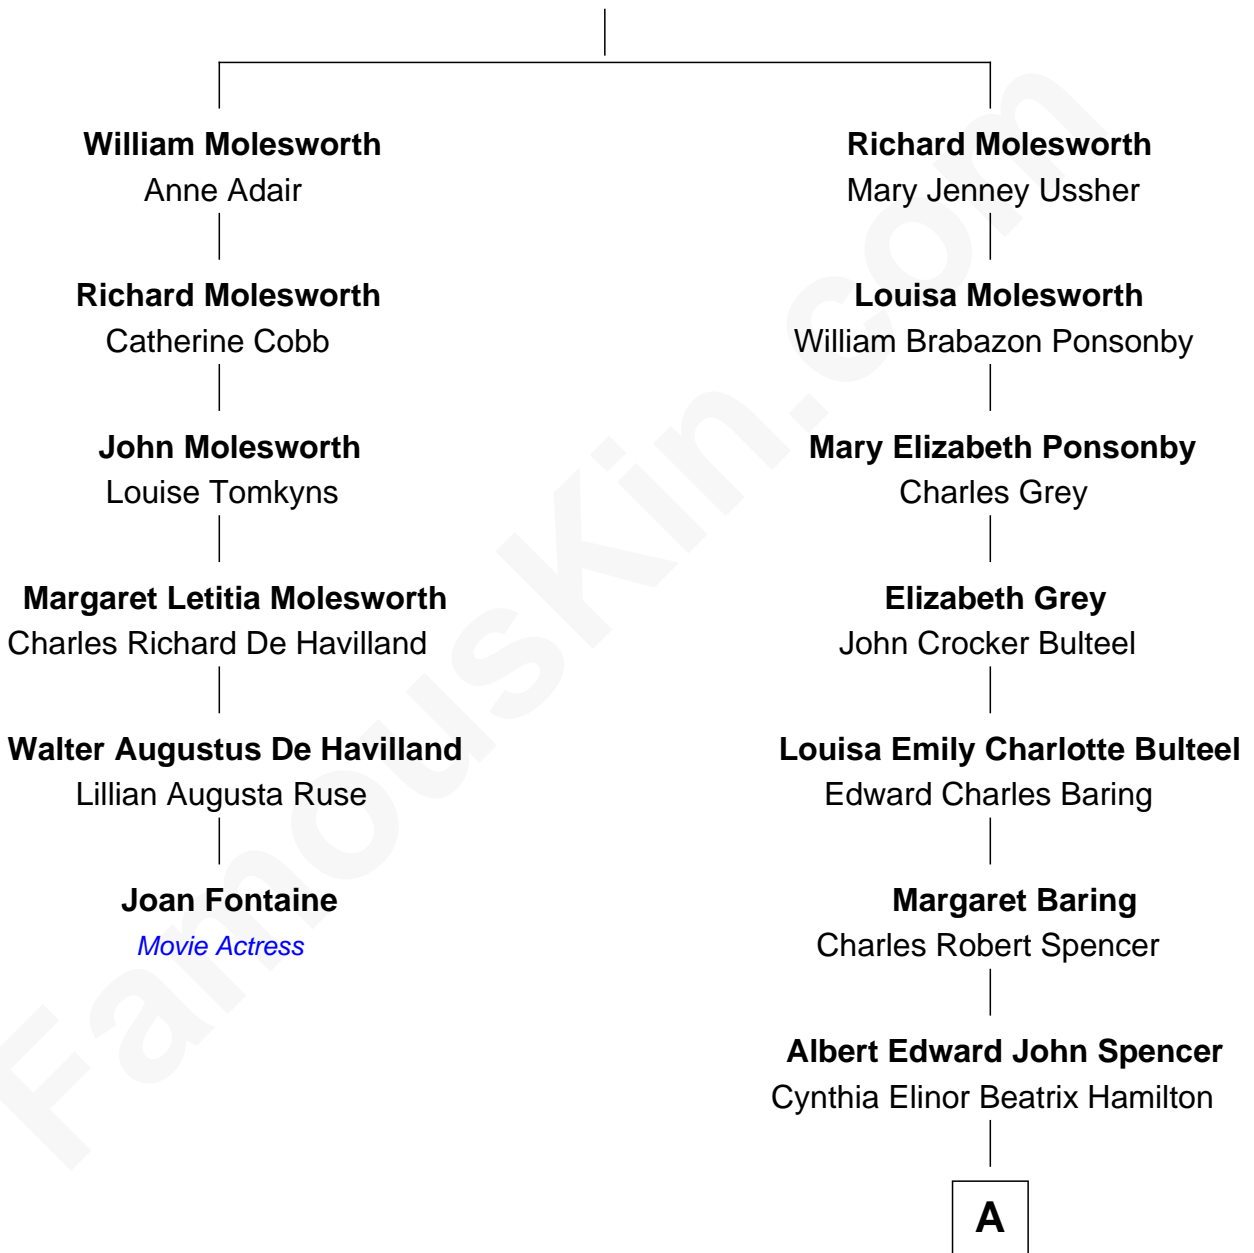 William Molesworth
Anne Adair
Richard Molesworth
Catherine Cobb
John Molesworth
Louise Tomkyns
Margaret Letitia Molesworth
Charles Richard De Havilland
Walter Augustus De Havilland
Lillian Augusta Ruse
Joan Fontaine
Movie Actress
Richard Molesworth
Mary Jenney Ussher
Louisa Molesworth
William Brabazon Ponsonby
Mary Elizabeth Ponsonby
Charles Grey
Elizabeth Grey
John Crocker Bulteel
Louisa Emily Charlotte Bulteel
Edward Charles Baring
Margaret Baring
Charles Robert Spencer
Albert Edward John Spencer
Cynthia Elinor Beatrix Hamilton
A
FamousKin.com